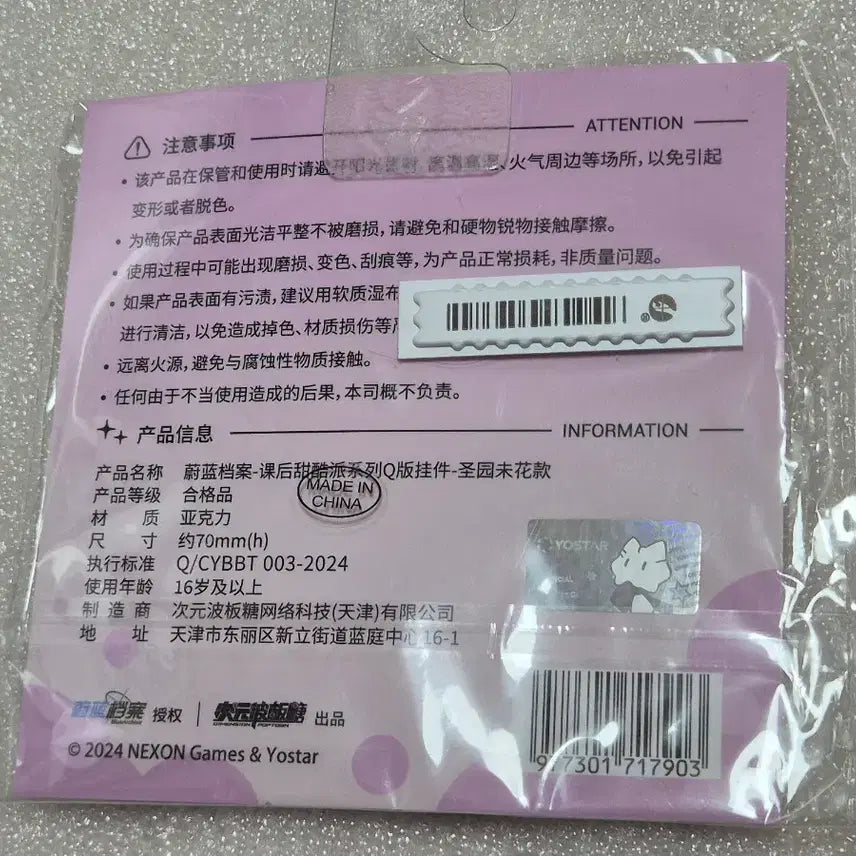 注意事项 ATTENTION
• 该产品在保管和使用时请避开阳光直射、高温高湿、火气周边等场所，以免引起
变形或者脱色。
• 为确保产品表面光洁平整不被磨损，请避免和硬物锐物接触摩擦。
• 使用过程中可能出现磨损、变色、刮痕等，为产品正常损耗，非质量问题。
• 如果产品表面有污渍，建议用软质湿布
进行清洁，以免造成掉色、材质损伤等
• 远离火源，避免与腐蚀性物质接触。
• 任何由于不当使用造成的后果，本司概不负责。
产品信息 INFORMATION
产品名称 蔚蓝档案-课后甜酷派系列Q版挂件-圣园未花款
MADE IN
CHINA
产品等级 合格品
材 质 亚克力
尺 寸 约70mm(h)
执行标准 Q/CYBBT 003-2024
使用年龄 16岁及以上
制 造 商 次元波板糖网络科技(天津)有限公司
地 址 天津市东丽区新立街道蓝庭中心16-1
YOSTAR
蔚蓝档案 授权 | 次元波板糖 出品
© 2024 NEXON Games & Yostar
977301 717903